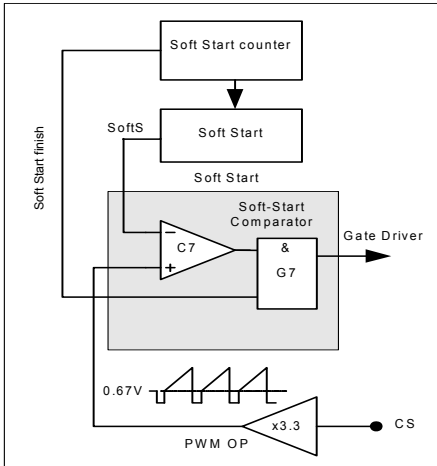 Soft Start counter
SoftS
Soft Start
Soft Start finish
Soft Start
Soft-Start
Comparator
Gate Driver
−
C7
+
&
G7
0.67V
x3.3
CS
PWM OP